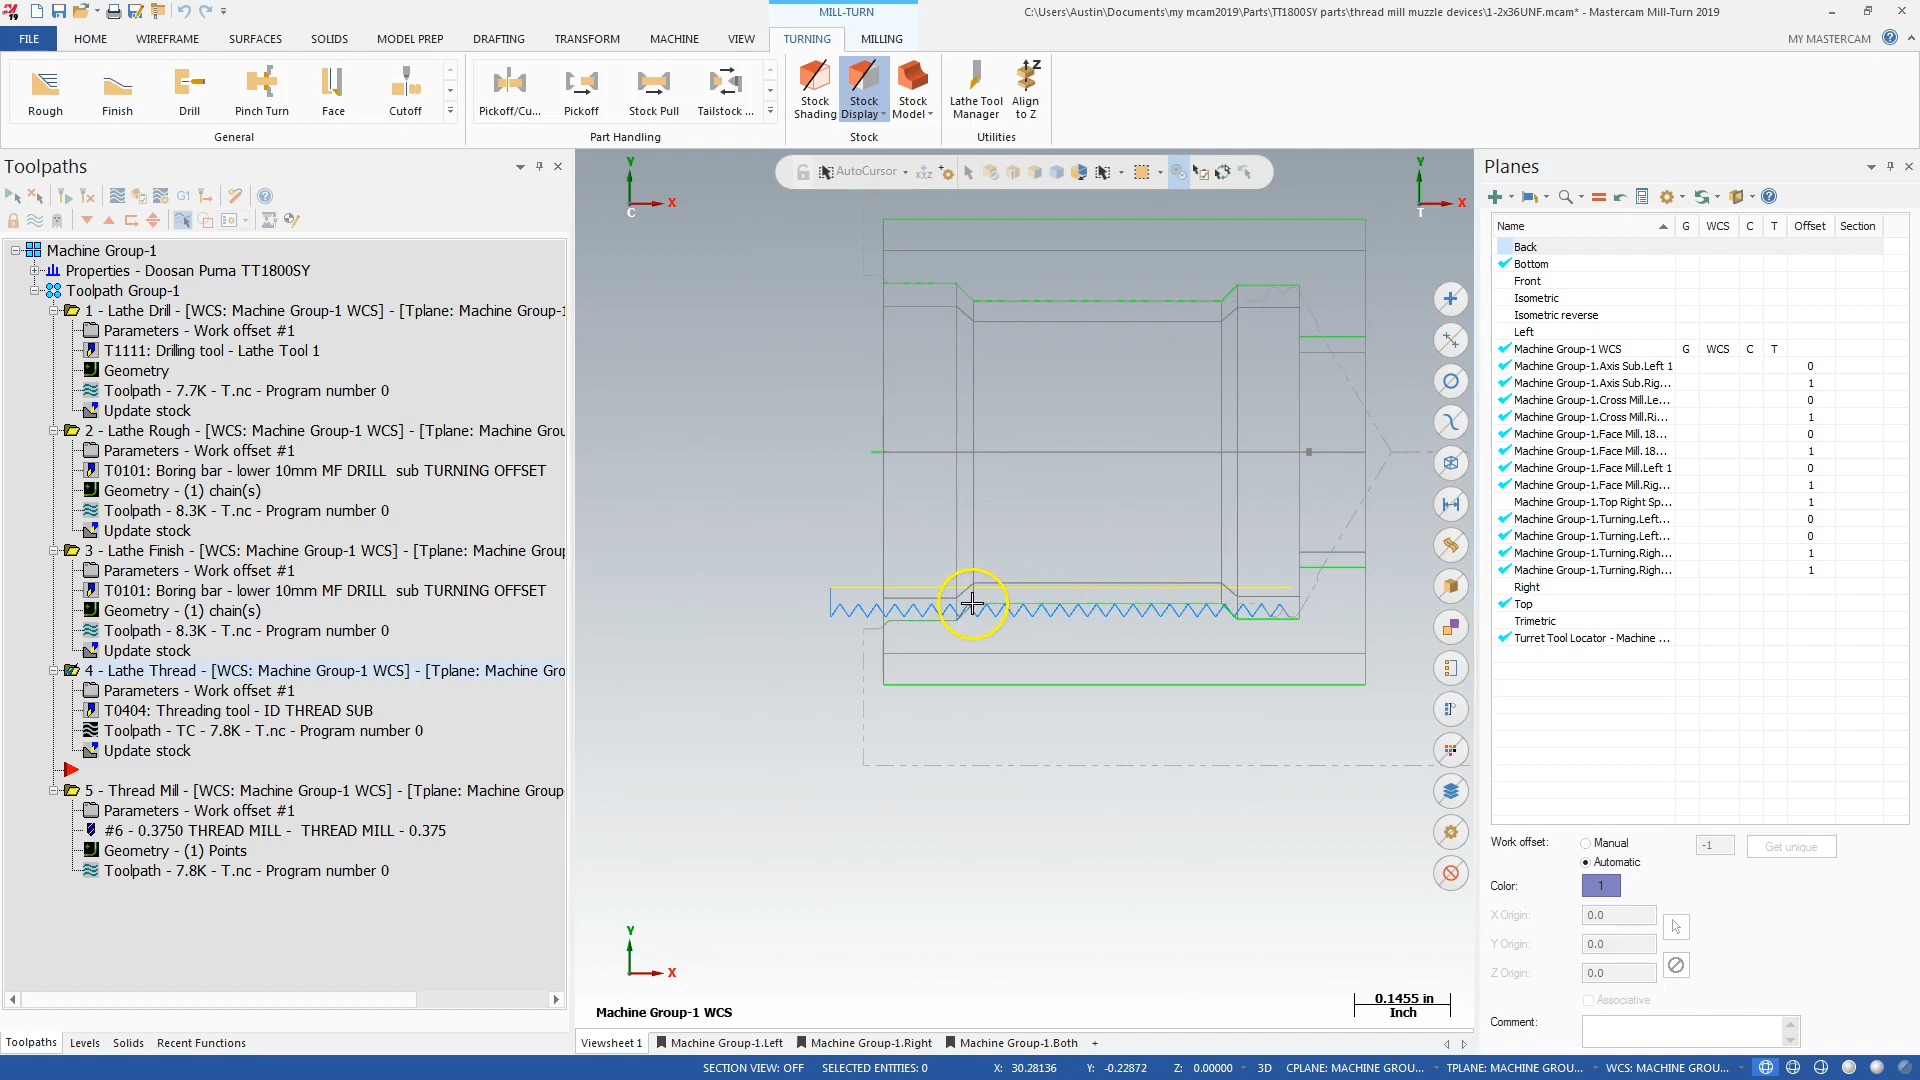 19
MILL-TURN
C:\Users\Austin\Documents\my mcam2019\Parts\TT1800SY parts\thread mill muzzle devices\1-2x36UNF.mcam* - Mastercam Mill-Turn 2019
FILE HOME WIREFRAME SURFACES SOLIDS MODEL PREP DRAFTING TRANSFORM MACHINE VIEW TURNING MILLING MY MASTERCAM
Rough Finish Drill Pinch Turn Face Cutoff
General
Pickoff/Cu... Pickoff Stock Pull Tailstock ...
Part Handling
Stock Shading Stock Display Stock Model
Stock
Lathe Tool Manager Align to Z
Utilities
Toolpaths
G1
Machine Group-1
Properties - Doosan Puma TT1800SY
Toolpath Group-1
1 - Lathe Drill - [WCS: Machine Group-1 WCS] - [Tplane: Machine Group-1
Parameters - Work offset #1
T1111: Drilling tool - Lathe Tool 1
Geometry
Toolpath - 7.7K - T.nc - Program number 0
Update stock
2 - Lathe Rough - [WCS: Machine Group-1 WCS] - [Tplane: Machine Grou
Parameters - Work offset #1
T0101: Boring bar - lower 10mm MF DRILL sub TURNING OFFSET
Geometry - (1) chain(s)
Toolpath - 8.3K - T.nc - Program number 0
Update stock
3 - Lathe Finish - [WCS: Machine Group-1 WCS] - [Tplane: Machine Group
Parameters - Work offset #1
T0101: Boring bar - lower 10mm MF DRILL sub TURNING OFFSET
Geometry - (1) chain(s)
Toolpath - 8.3K - T.nc - Program number 0
Update stock
4 - Lathe Thread - [WCS: Machine Group-1 WCS] - [Tplane: Machine Gro
Parameters - Work offset #1
T0404: Threading tool - ID THREAD SUB
Toolpath - TC - 7.8K - T.nc - Program number 0
Update stock
5 - Thread Mill - [WCS: Machine Group-1 WCS] - [Tplane: Machine Group
Parameters - Work offset #1
#6 - 0.3750 THREAD MILL - THREAD MILL - 0.375
Geometry - (1) Points
Toolpath - 7.8K - T.nc - Program number 0
Toolpaths Levels Solids Recent Functions
AutoCursor
Y X C
Y X T
Y X
0.1455 in
Inch
Machine Group-1 WCS
Viewsheet 1 Machine Group-1.Left Machine Group-1.Right Machine Group-1.Both +
Planes
Name G WCS C T Offset Section
Back
Bottom
Front
Isometric
Isometric reverse
Left
Machine Group-1 WCS G WCS C T
Machine Group-1.Axis Sub.Left 1 0
Machine Group-1.Axis Sub.Rig... 1
Machine Group-1.Cross Mill.Le... 0
Machine Group-1.Cross Mill.Ri... 1
Machine Group-1.Face Mill. 18... 0
Machine Group-1.Face Mill. 18... 1
Machine Group-1.Face Mill.Left 1 0
Machine Group-1.Face Mill.Rig... 1
Machine Group-1.Top Right Sp... 1
Machine Group-1.Turning.Left... 0
Machine Group-1.Turning.Left... 0
Machine Group-1.Turning.Righ... 1
Machine Group-1.Turning.Righ... 1
Right
Top
Trimetric
Turret Tool Locator - Machine ...
Work offset: Manual -1 Get unique
Automatic
Color: 1
X Origin: 0.0
Y Origin: 0.0
Z Origin: 0.0
Associative
Comment:
SECTION VIEW: OFF SELECTED ENTITIES: 0 X: 30.28136 Y: -0.22872 Z: 0.00000 3D CPLANE: MACHINE GROU... TPLANE: MACHINE GROU... WCS: MACHINE GROU...